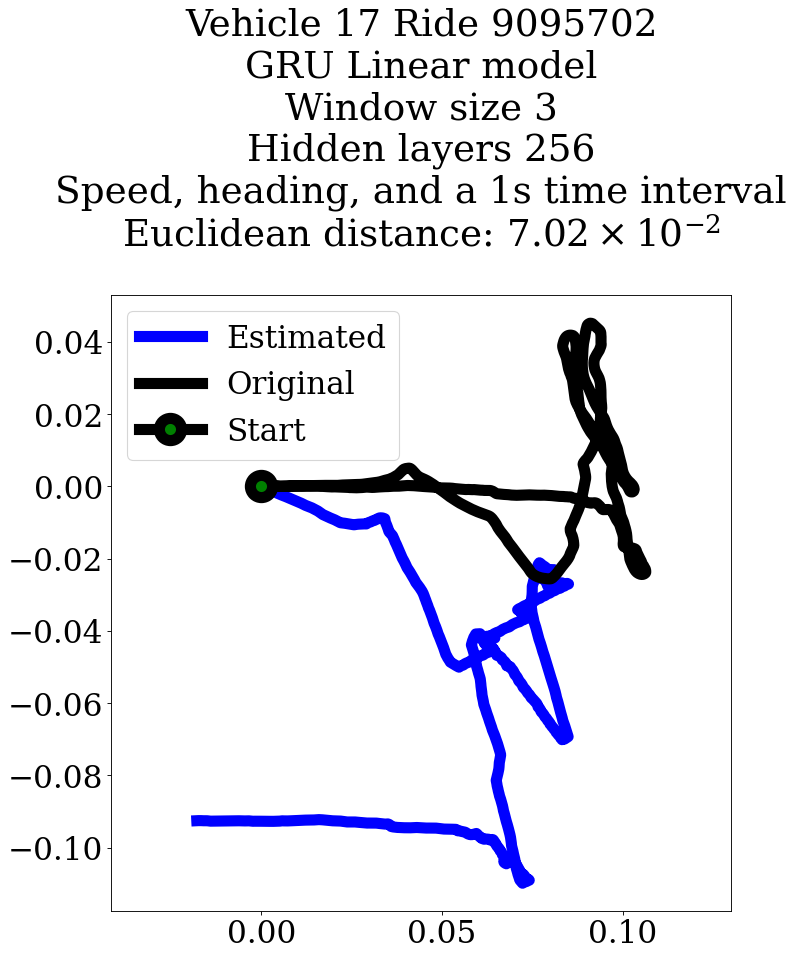 Vehicle 17 Ride 9095702
GRU Linear model
Window size 3
Hidden layers 256
Speed, heading, and a 1s time interval
Euclidean distance: 7.02 × 10⁻²
Estimated
Original
Start
0.04
0.02
0.00
−0.02
−0.04
−0.06
−0.08
−0.10
0.00 0.05 0.10